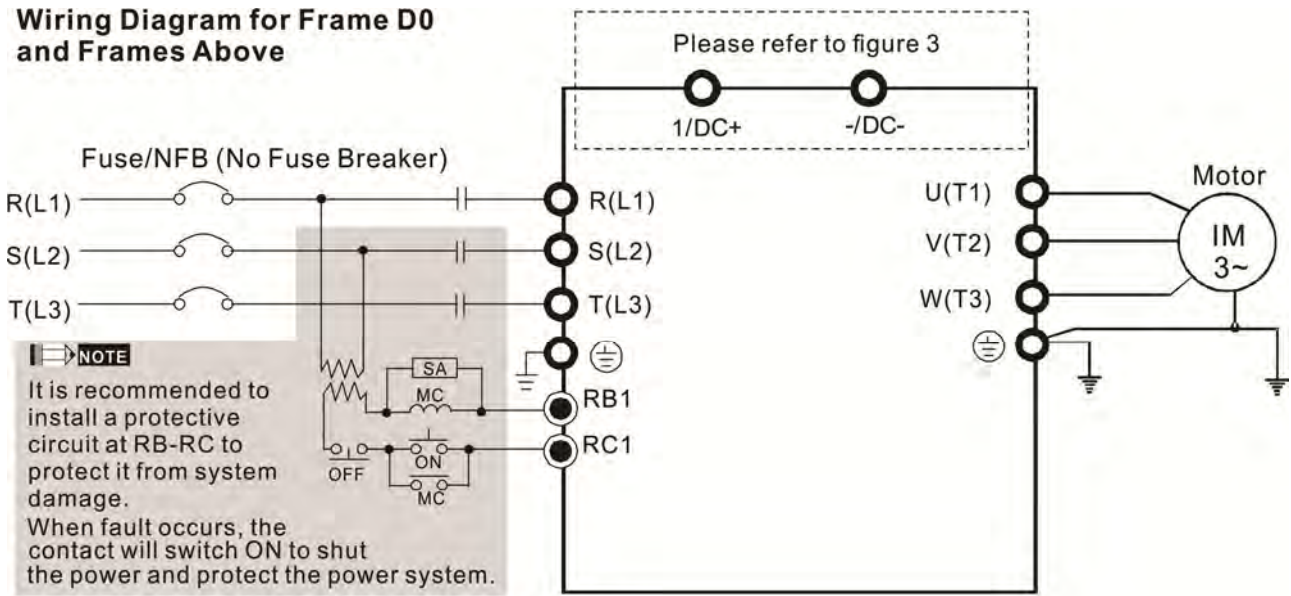 Wiring Diagram for Frame D0
and Frames Above
Please refer to figure 3
1/DC+
-/DC-
Fuse/NFB (No Fuse Breaker)
R(L1)
S(L2)
T(L3)
R(L1)
S(L2)
T(L3)
RB1
RC1
U(T1)
V(T2)
W(T3)
Motor
IM
3~
SA
MC
OFF
ON
MC
NOTE
It is recommended to
install a protective
circuit at RB-RC to
protect it from system
damage.
When fault occurs, the
contact will switch ON to shut
the power and protect the power system.